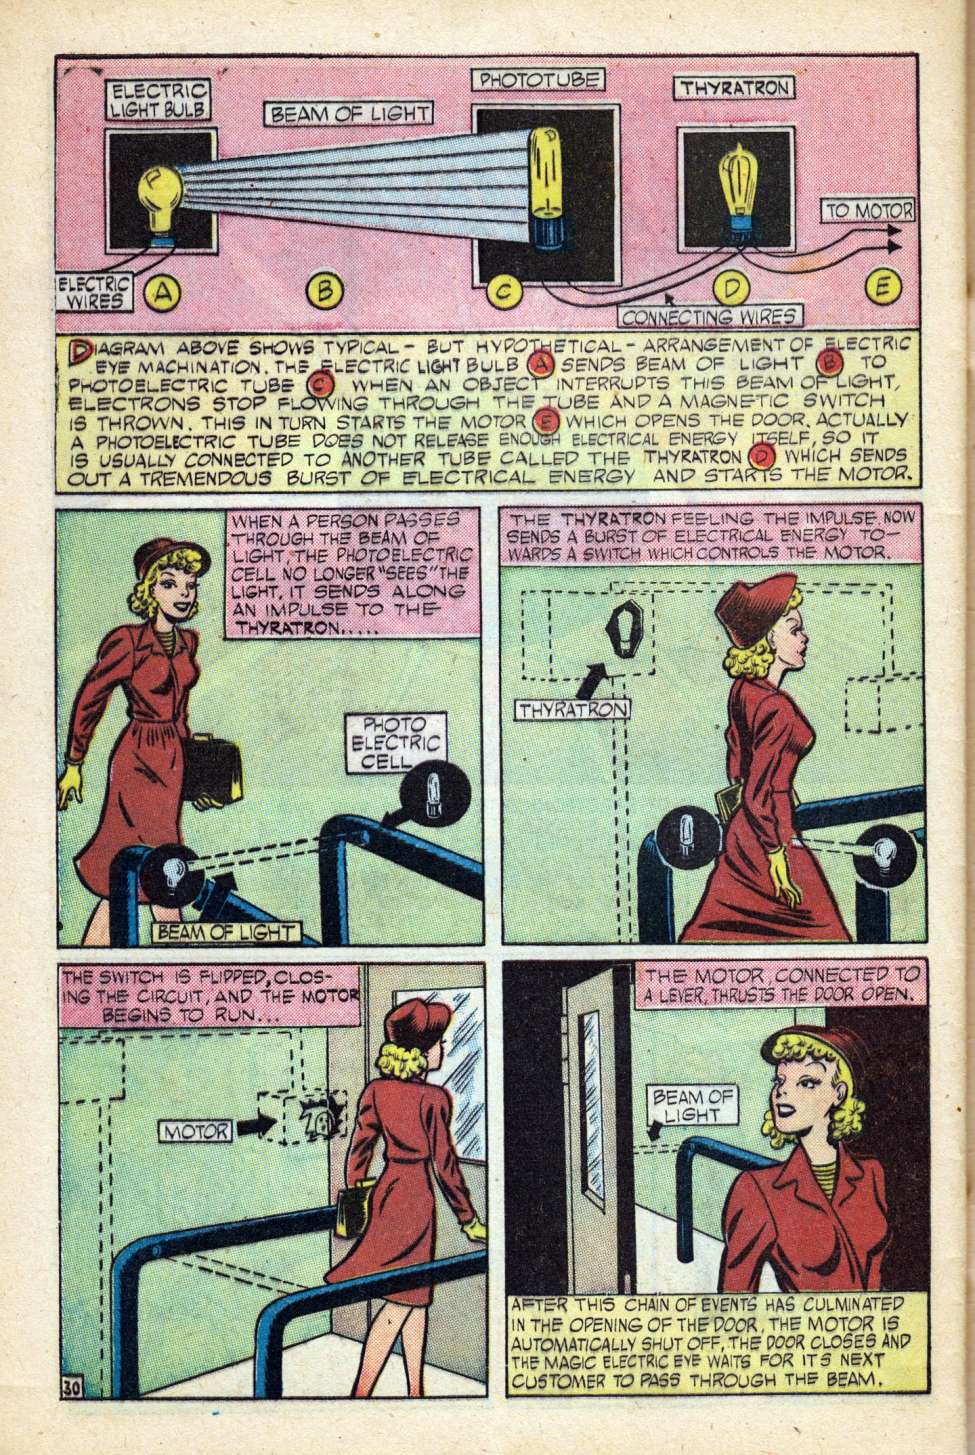 ELECTRIC
LIGHT BULB
BEAM OF LIGHT
PHOTOTUBE
THYRATRON
TO MOTOR
ELECTRIC
WIRES
A
B
C
D
E
CONNECTING WIRES
DIAGRAM ABOVE SHOWS TYPICAL - BUT HYPOTHETICAL - ARRANGEMENT OF ELECTRIC
EYE MACHINATION. THE ELECTRIC LIGHT BULB A SENDS BEAM OF LIGHT B TO
PHOTOELECTRIC TUBE C. WHEN AN OBJECT INTERRUPTS THIS BEAM OF LIGHT,
ELECTRONS STOP FLOWING THROUGH THE TUBE AND A MAGNETIC SWITCH
IS THROWN. THIS IN TURN STARTS THE MOTOR E WHICH OPENS THE DOOR. ACTUALLY
A PHOTOELECTRIC TUBE DOES NOT RELEASE ENOUGH ELECTRICAL ENERGY ITSELF, SO IT
IS USUALLY CONNECTED TO ANOTHER TUBE CALLED THE THYRATRON D WHICH SENDS
OUT A TREMENDOUS BURST OF ELECTRICAL ENERGY AND STARTS THE MOTOR.
WHEN A PERSON PASSES
THROUGH THE BEAM OF
LIGHT, THE PHOTOELECTRIC
CELL NO LONGER "SEES" THE
LIGHT, IT SENDS ALONG
AN IMPULSE TO THE
THYRATRON.....
PHOTO
ELECTRIC
CELL
BEAM OF LIGHT
THE THYRATRON FEELING THE IMPULSE, NOW
SENDS A BURST OF ELECTRICAL ENERGY TO-
WARDS A SWITCH WHICH CONTROLS THE MOTOR.
THYRATRON
THE SWITCH IS FLIPPED, CLOS-
ING THE CIRCUIT, AND THE MOTOR
BEGINS TO RUN...
MOTOR
30
THE MOTOR, CONNECTED TO
A LEVER, THRUSTS THE DOOR OPEN.
BEAM OF
LIGHT
AFTER THIS CHAIN OF EVENTS HAS CULMINATED
IN THE OPENING OF THE DOOR, THE MOTOR IS
AUTOMATICALLY SHUT OFF, THE DOOR CLOSES AND
THE MAGIC ELECTRIC EYE WAITS FOR ITS NEXT
CUSTOMER TO PASS THROUGH THE BEAM.